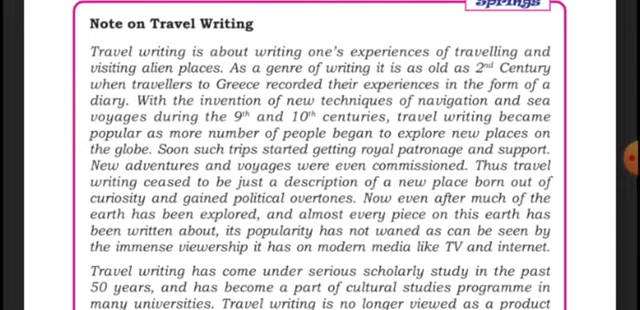 Springs
Note on Travel Writing
Travel writing is about writing one's experiences of travelling and
visiting alien places. As a genre of writing it is as old as 2nd Century
when travellers to Greece recorded their experiences in the form of a
diary. With the invention of new techniques of navigation and sea
voyages during the 9th and 10th centuries, travel writing became
popular as more number of people began to explore new places on
the globe. Soon such trips started getting royal patronage and support.
New adventures and voyages were even commissioned. Thus travel
writing ceased to be just a description of a new place born out of
curiosity and gained political overtones. Now even after much of the
earth has been explored, and almost every piece on this earth has
been written about, its popularity has not waned as can be seen by
the immense viewership it has on modern media like TV and internet.
Travel writing has come under serious scholarly study in the past
50 years, and has become a part of cultural studies programme in
many universities. Travel writing is no longer viewed as a product